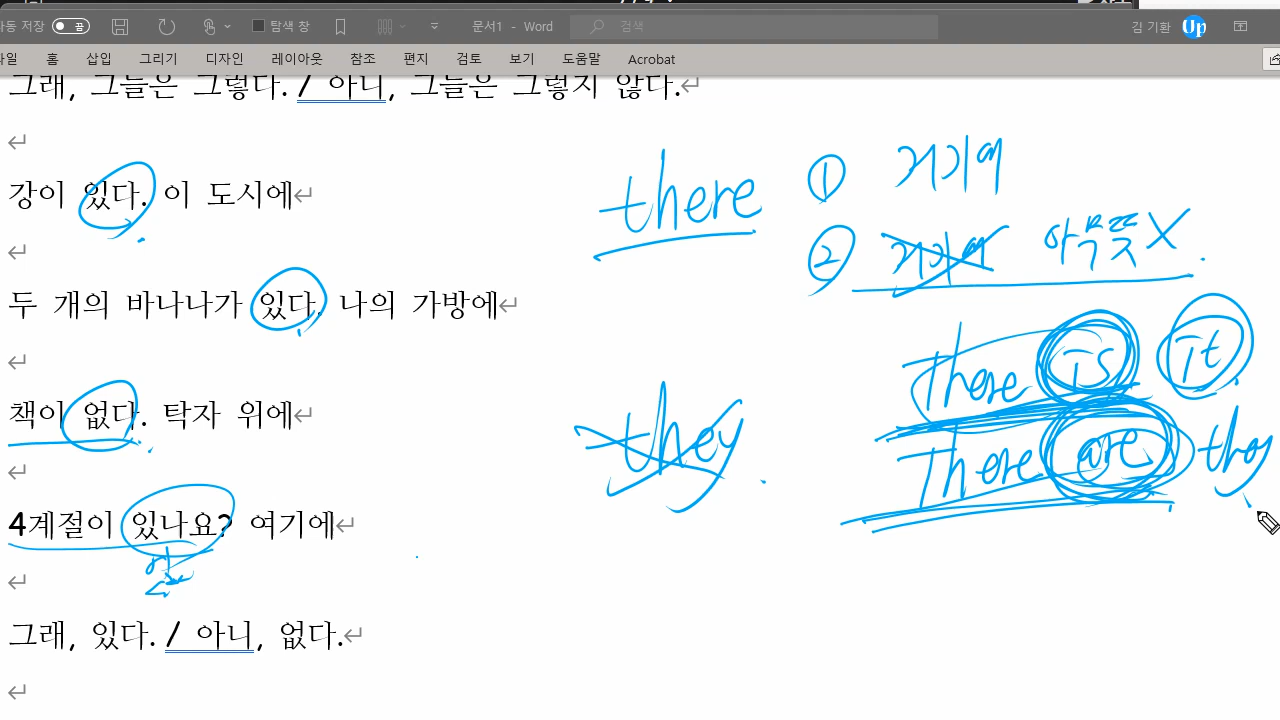 자동 저장 끔 탐색 창 문서1 - Word 검색 김 기환 Up
파일 홈 삽입 그리기 디자인 레이아웃 참조 편지 검토 보기 도움말 Acrobat
그래, 그들은 그렇다. / 아니, 그들은 그렇지 않다.
강이 있다. 이 도시에
두 개의 바나나가 있다. 나의 가방에
책이 없다. 탁자 위에
4계절이 있나요? 여기에
그래, 있다. / 아니, 없다.
there ① 거기에
② 거기에 아무뜻X
there is It
they There are they